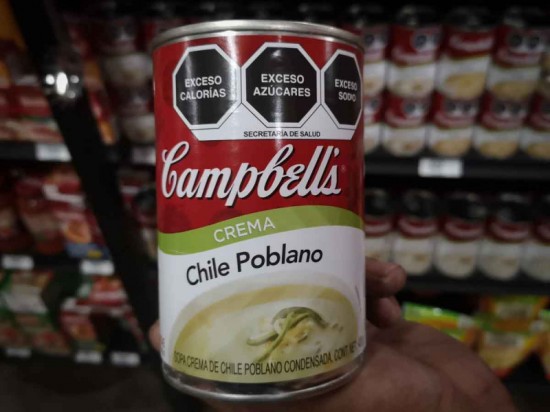 EXCESO
CALORÍAS
EXCESO
AZÚCARES
EXCESO
SODIO
SECRETARÍA DE SALUD
Campbell's
CREMA
Chile Poblano
SOPA CREMA DE CHILE POBLANO CONDENSADA, CONT. NET.